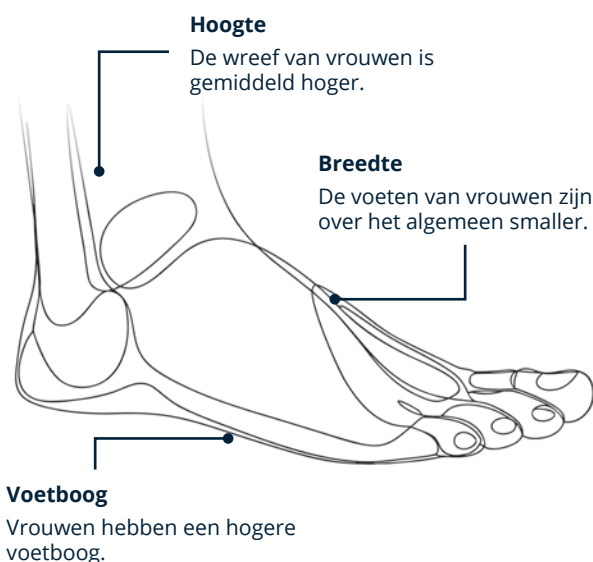 Hoogte
De wreef van vrouwen is
gemiddeld hoger.
Breedte
De voeten van vrouwen zijn
over het algemeen smaller.
Voetboog
Vrouwen hebben een hogere
voetboog.